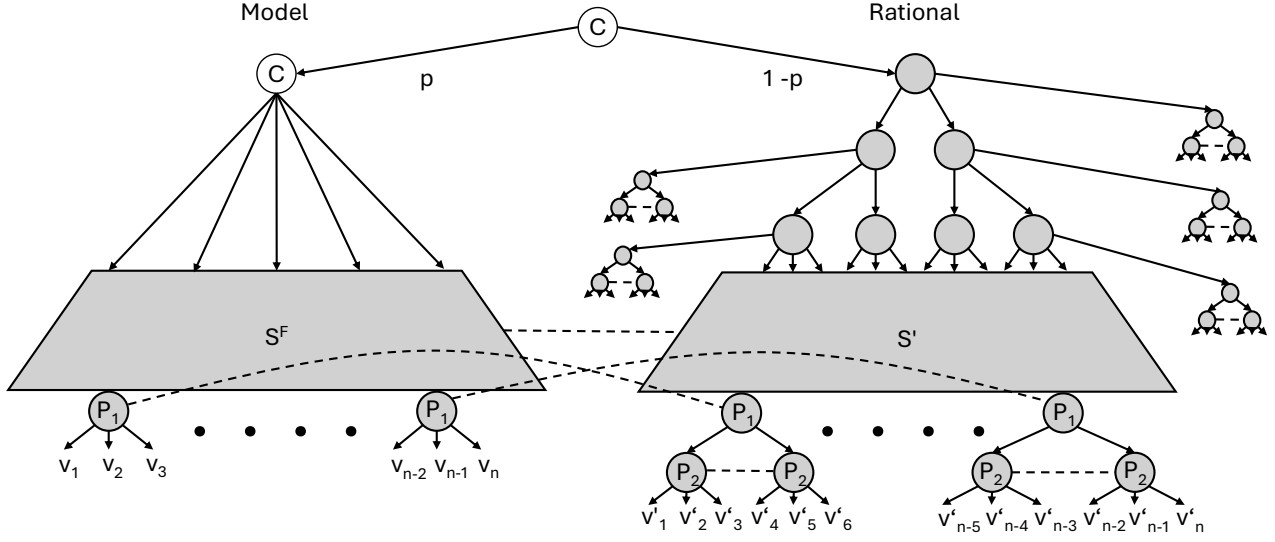 Model
Rational
C
C
p
1 -p
S^F
S'
P₁
P₁
P₁
P₁
v₁ v₂ v₃
vₙ₋₂ vₙ₋₁ vₙ
P₂
P₂
P₂
P₂
v'₁ v‘₂ v‘₃ v‘₄ v‘₅ v‘₆
v‘ₙ₋₅ v‘ₙ₋₄ v‘ₙ₋₃ v‘ₙ₋₂ v‘ₙ₋₁ v‘ₙ